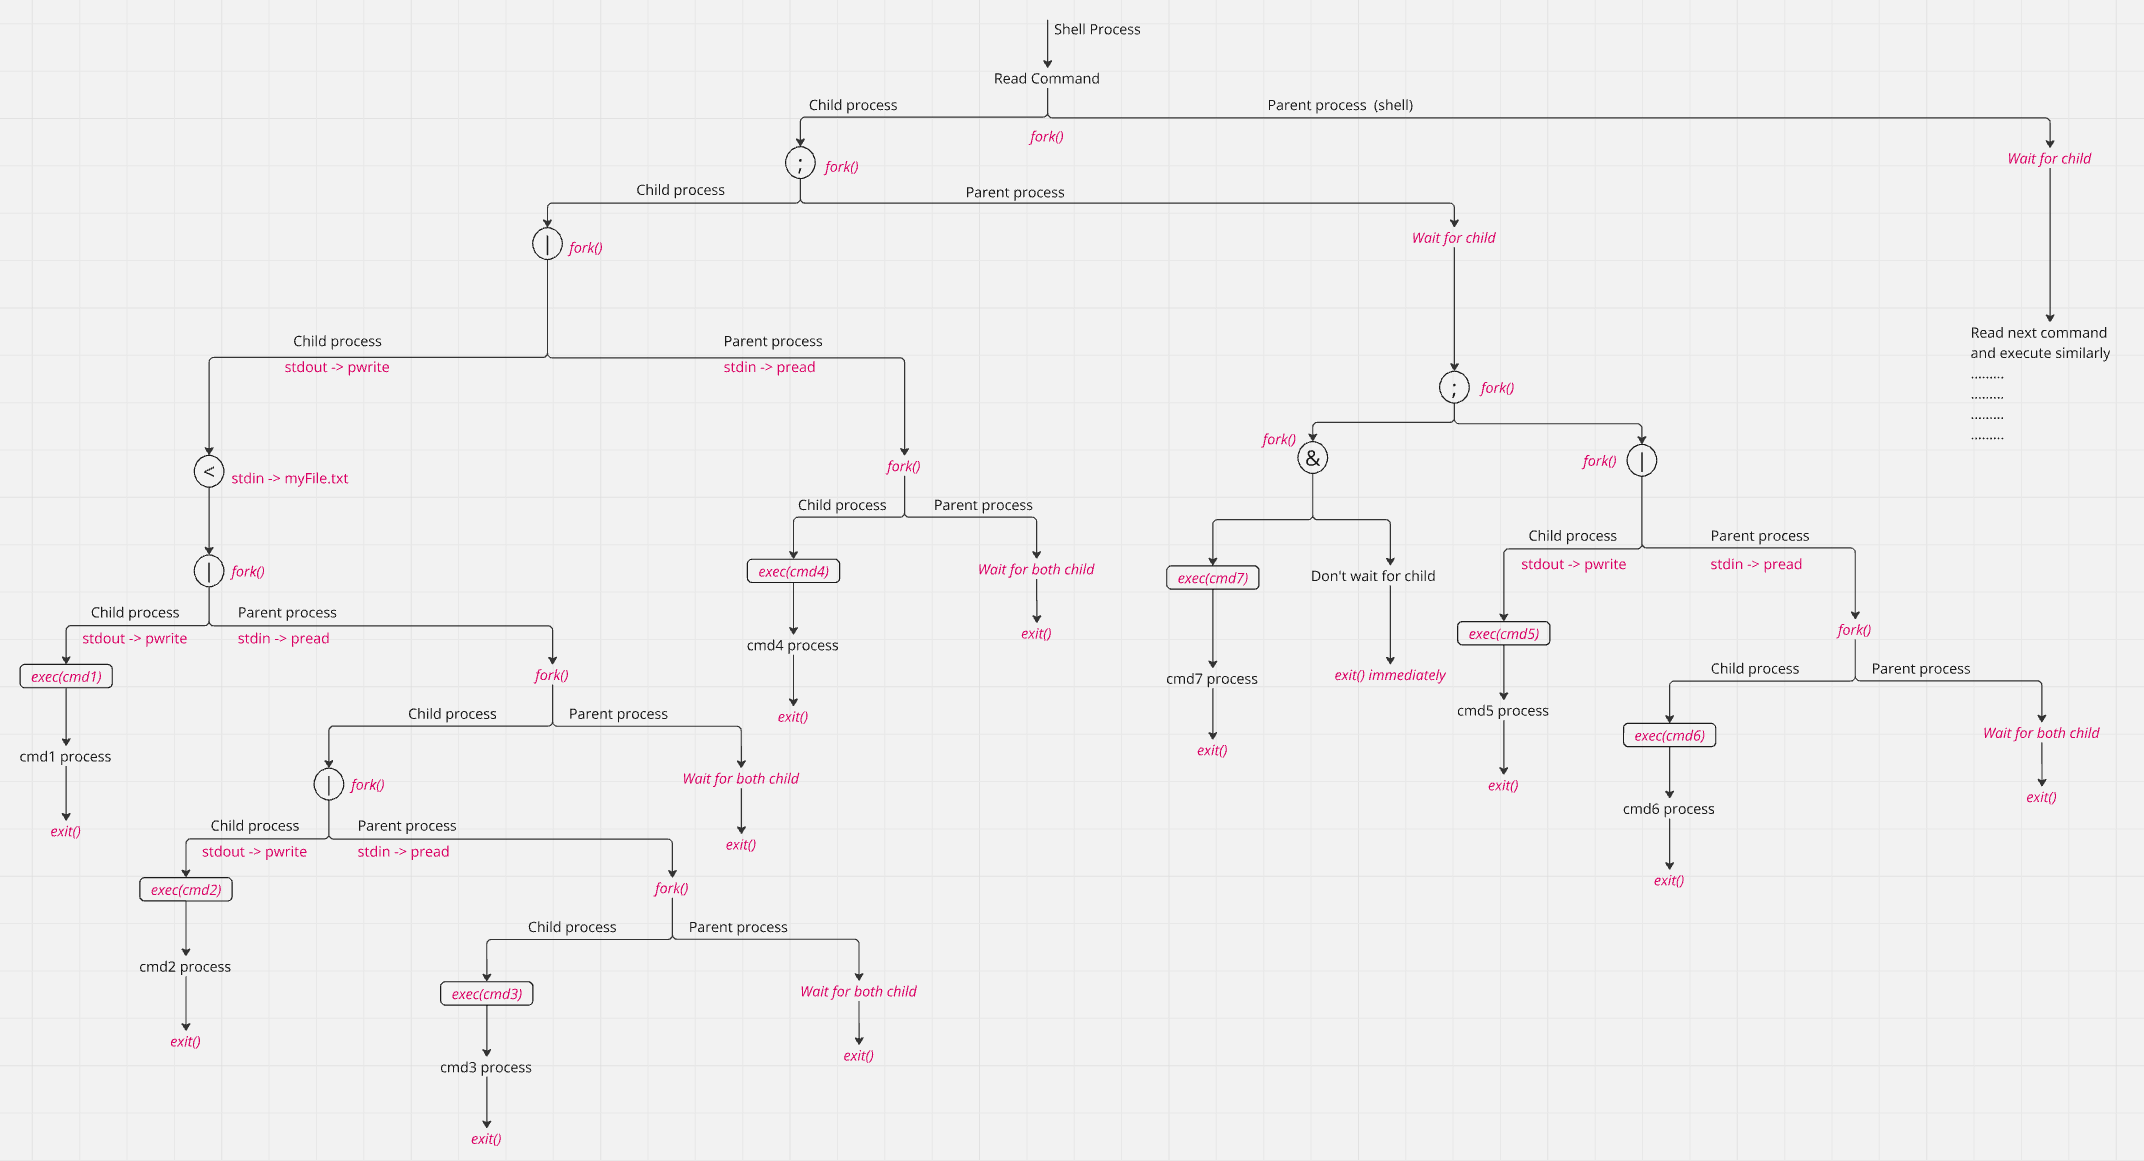 Shell Process
Read Command
Child process
Parent process  (shell)
fork()
;
fork()
Wait for child
Child process
Parent process
|
fork()
Wait for child
Child process
stdout -> pwrite
Parent process
stdin -> pread
Read next command
and execute similarly
.........
.........
.........
.........
;
fork()
fork()
&
fork()
|
<
stdin -> myFile.txt
fork()
Child process
Parent process
exec(cmd4)
Wait for both child
cmd4 process
exit()
exit()
exec(cmd7)
Don't wait for child
cmd7 process
exit() immediately
exit()
Child process
stdout -> pwrite
Parent process
stdin -> pread
exec(cmd5)
fork()
cmd5 process
exit()
Child process
Parent process
exec(cmd6)
Wait for both child
cmd6 process
exit()
exit()
|
fork()
Child process
stdout -> pwrite
Parent process
stdin -> pread
exec(cmd1)
fork()
cmd1 process
exit()
Child process
Parent process
|
fork()
Wait for both child
exit()
Child process
stdout -> pwrite
Parent process
stdin -> pread
exec(cmd2)
fork()
cmd2 process
exit()
Child process
Parent process
exec(cmd3)
Wait for both child
cmd3 process
exit()
exit()